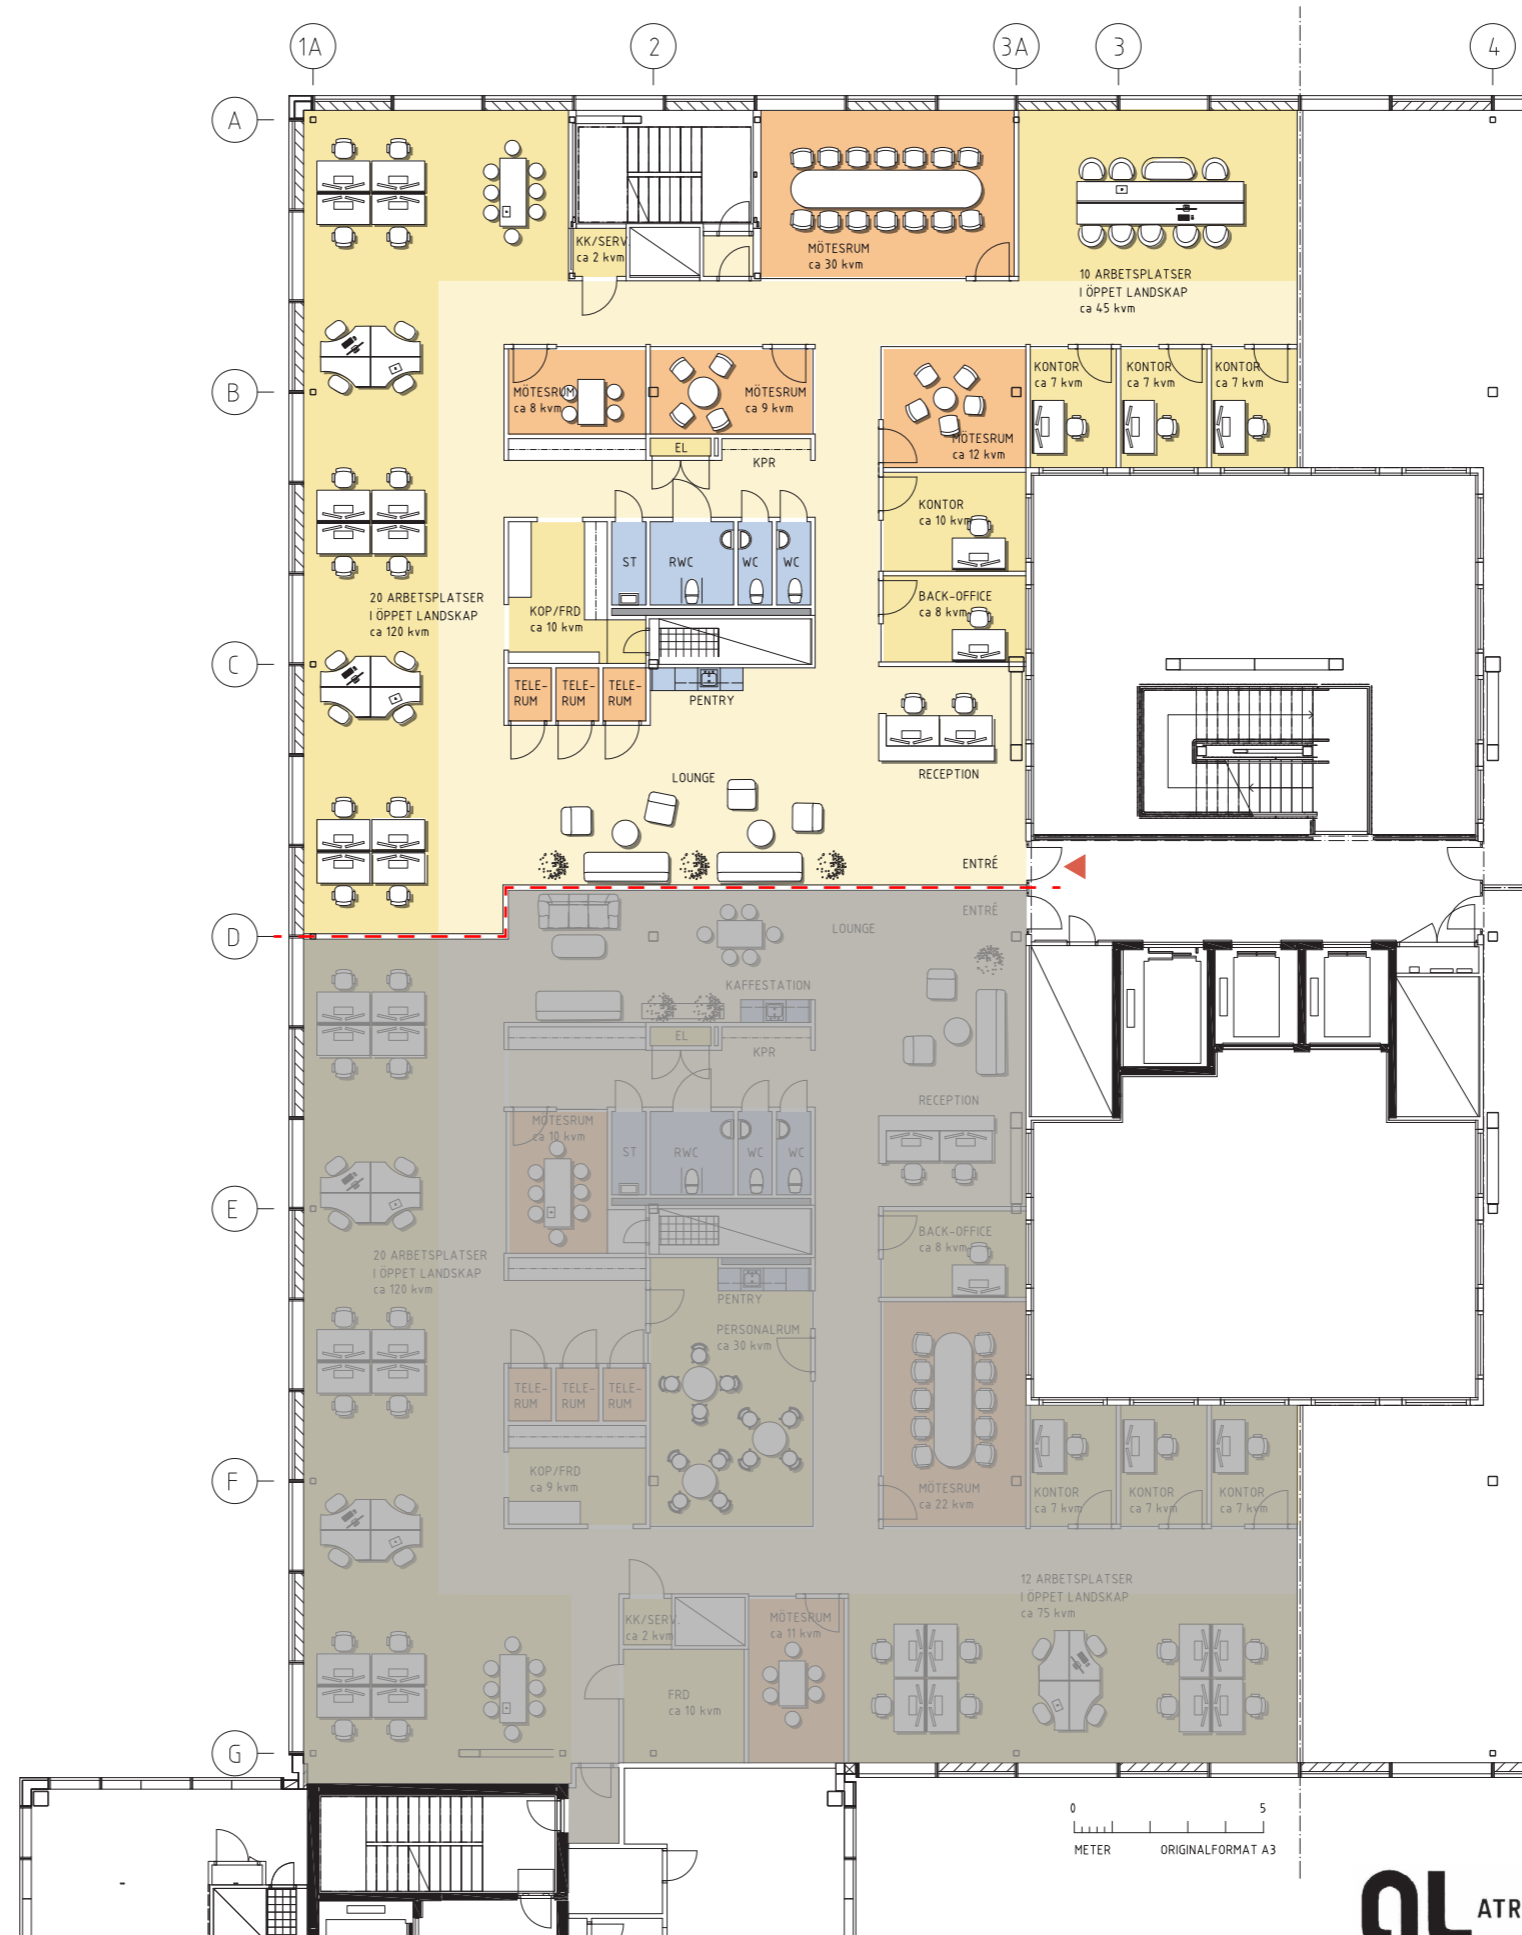 1A
2
3A
3
4
A
KK/SERV.
ca 2 kvm
MÖTESRUM
ca 30 kvm
10 ARBETSPLATSER
I ÖPPET LANDSKAP
ca 45 kvm
B
MÖTESRUM
ca 8 kvm
MÖTESRUM
ca 9 kvm
MÖTESRUM
ca 12 kvm
KONTOR
ca 7 kvm
KONTOR
ca 7 kvm
KONTOR
ca 7 kvm
EL
KPR
KONTOR
ca 10 kvm
ST
RWC
WC
WC
20 ARBETSPLATSER
I ÖPPET LANDSKAP
ca 120 kvm
KOP/FRD
ca 10 kvm
BACK-OFFICE
ca 8 kvm
C
TELE-
RUM
TELE-
RUM
TELE-
RUM
PENTRY
RECEPTION
LOUNGE
ENTRÉ
D
ENTRÉ
LOUNGE
KAFFESTATION
EL
KPR
RECEPTION
MÖTESRUM
ca 10 kvm
ST
RWC
WC
WC
E
20 ARBETSPLATSER
I ÖPPET LANDSKAP
ca 120 kvm
BACK-OFFICE
ca 8 kvm
PENTRY
PERSONALRUM
ca 30 kvm
TELE-
RUM
TELE-
RUM
TELE-
RUM
F
KOP/FRD
ca 9 kvm
MÖTESRUM
ca 22 kvm
KONTOR
ca 7 kvm
KONTOR
ca 7 kvm
KONTOR
ca 7 kvm
12 ARBETSPLATSER
I ÖPPET LANDSKAP
ca 75 kvm
KK/SERV.
ca 2 kvm
MÖTESRUM
ca 11 kvm
FRD
ca 10 kvm
G
0
5
METER
ORIGINALFORMAT A3
ATR